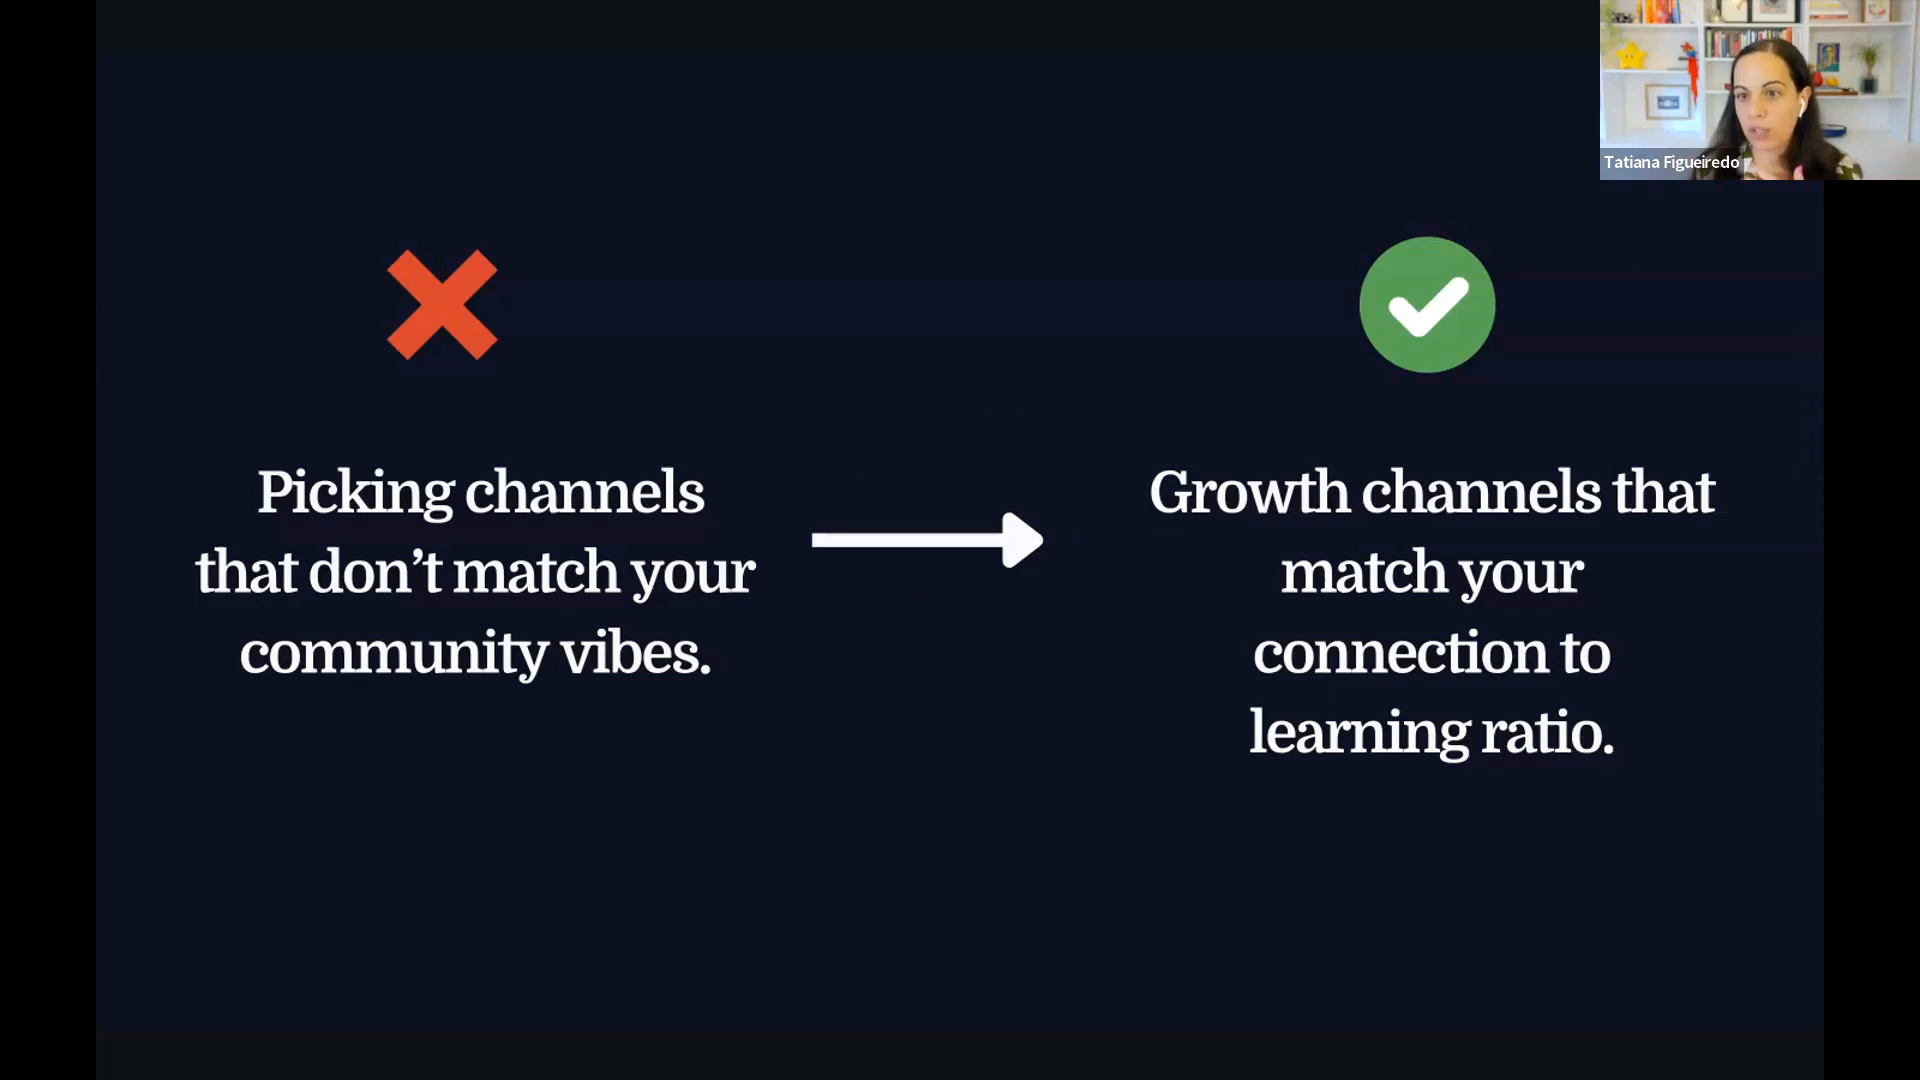 Tatiana Figueiredo
Picking channels
that don’t match your
community vibes.
Growth channels that
match your
connection to
learning ratio.